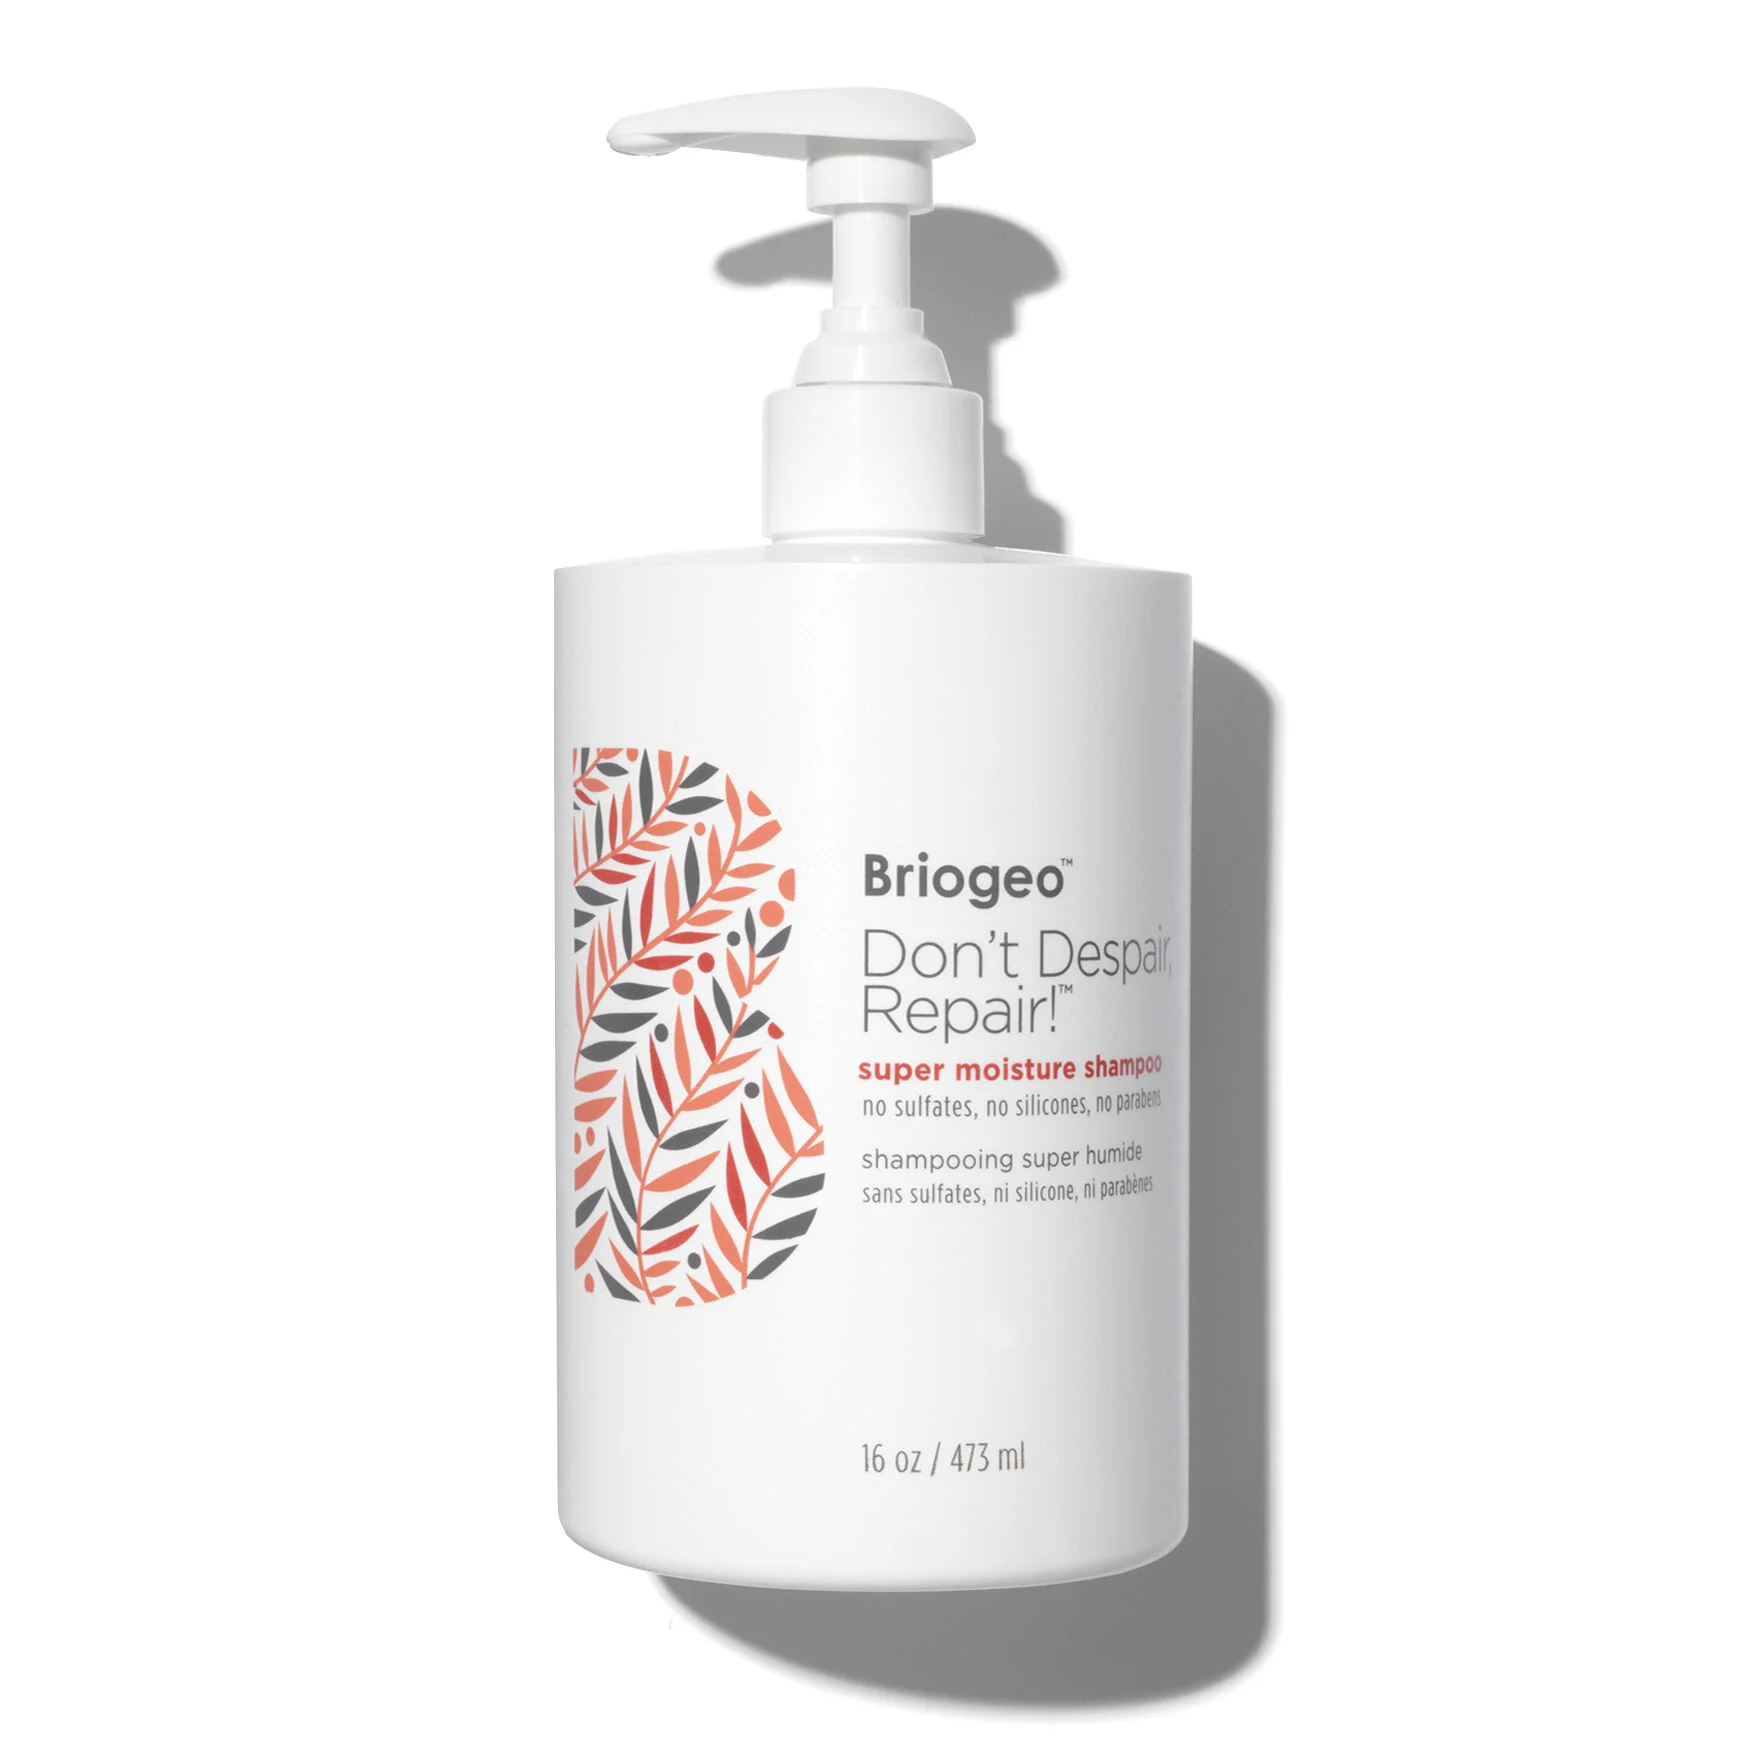 Briogeo™
Don't Despair,
Repair!™
super moisture shampoo
no sulfates, no silicones, no parabens
shampooing super humide
sans sulfates, ni silicone, ni parabènes
16 oz / 473 ml